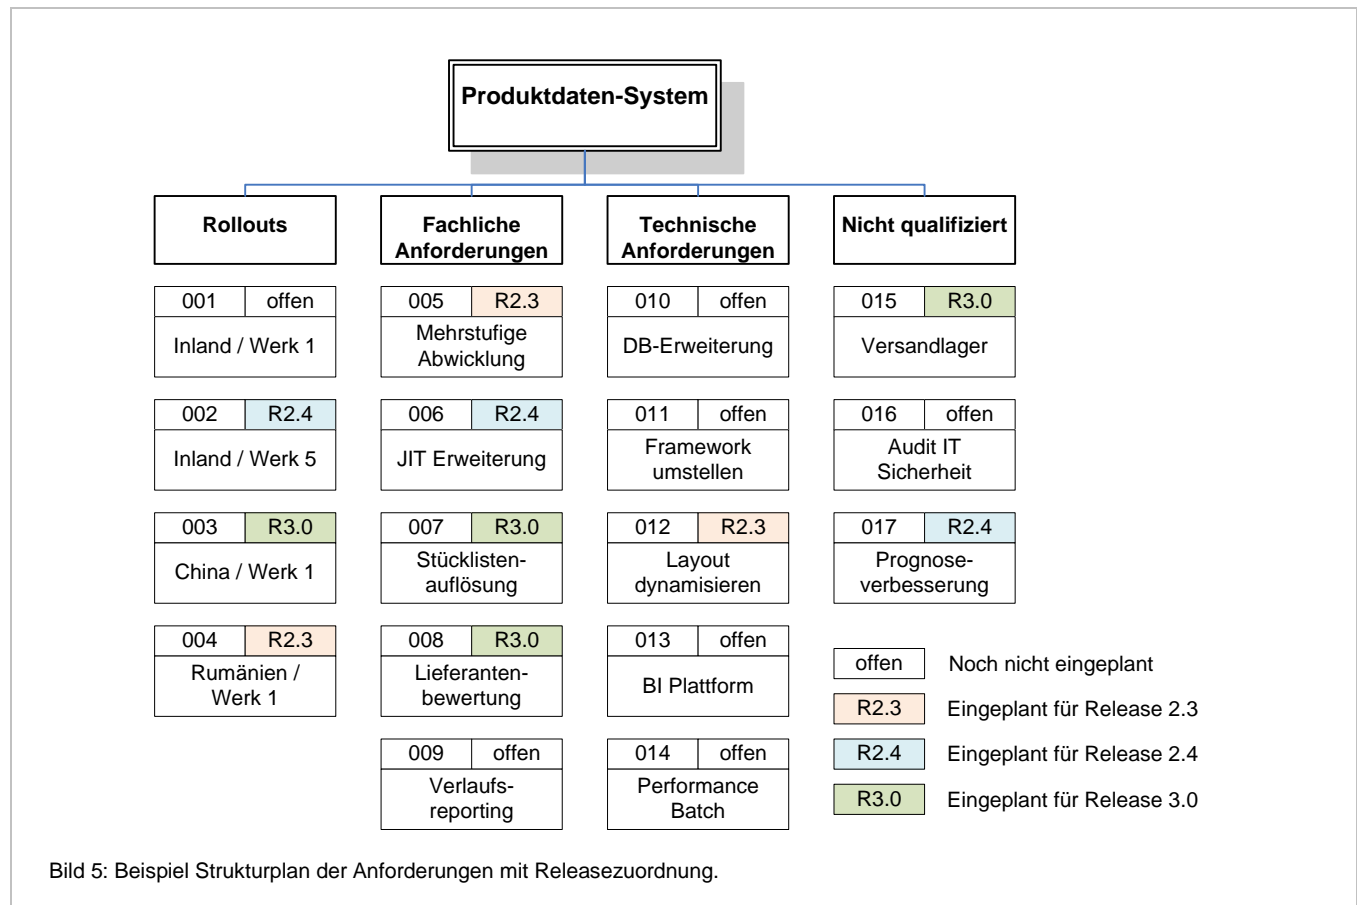 Produktdaten-System
Rollouts
Fachliche
Anforderungen
Technische
Anforderungen
Nicht qualifiziert
001 offen
Inland / Werk 1
002 R2.4
Inland / Werk 5
003 R3.0
China / Werk 1
004 R2.3
Rumänien /
Werk 1
005 R2.3
Mehrstufige
Abwicklung
006 R2.4
JIT Erweiterung
007 R3.0
Stücklisten-
auflösung
008 R3.0
Lieferanten-
bewertung
009 offen
Verlaufs-
reporting
010 offen
DB-Erweiterung
011 offen
Framework
umstellen
012 R2.3
Layout
dynamisieren
013 offen
BI Plattform
014 offen
Performance
Batch
015 R3.0
Versandlager
016 offen
Audit IT
Sicherheit
017 R2.4
Prognose-
verbesserung
offen Noch nicht eingeplant
R2.3 Eingeplant für Release 2.3
R2.4 Eingeplant für Release 2.4
R3.0 Eingeplant für Release 3.0
Bild 5: Beispiel Strukturplan der Anforderungen mit Releasezuordnung.